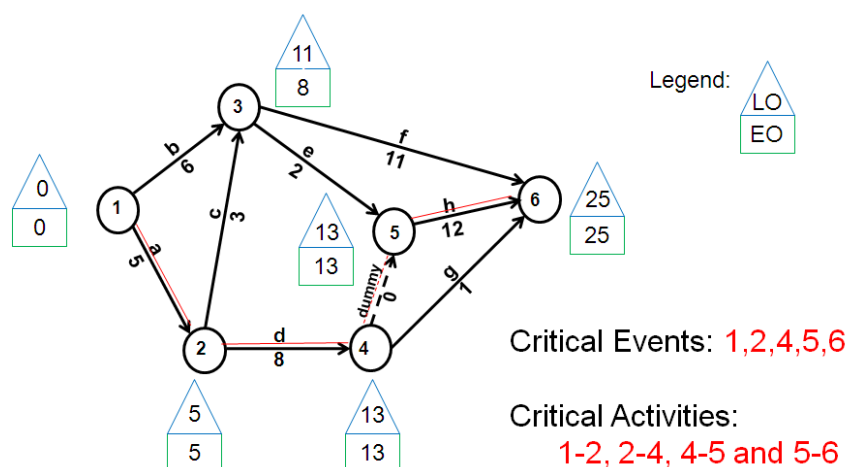 11
8
Legend:
LO
EO
3
f
11
b
6
e
2
0
0
1
c
3
h
12
6
25
25
13
13
5
a
5
dummy
0
g
1
2
d
8
4
Critical Events: 1,2,4,5,6
5
5
13
13
Critical Activities:
1-2, 2-4, 4-5 and 5-6